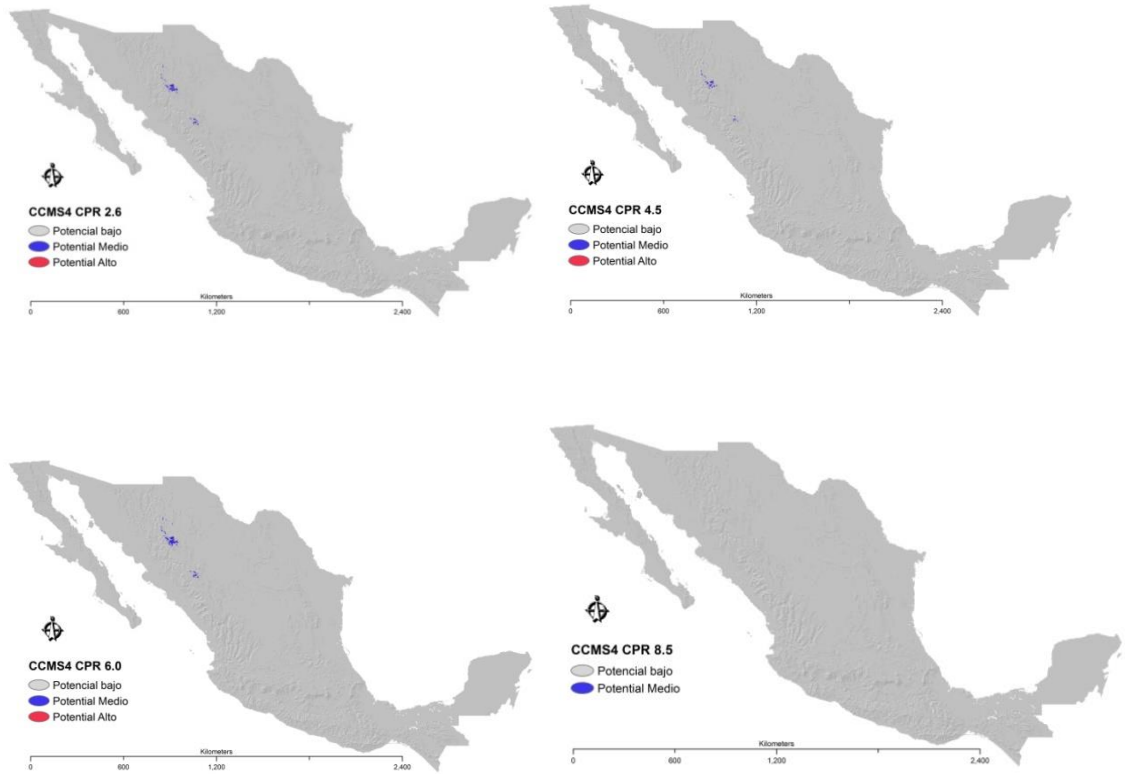 CCMS4 CPR 2.6
Potencial bajo
Potential Medio
Potential Alto
Kilometers
0 600 1,200 2,400
CCMS4 CPR 4.5
Potencial bajo
Potential Medio
Potential Alto
Kilometers
0 600 1,200 2,400
CCMS4 CPR 6.0
Potencial bajo
Potential Medio
Potential Alto
Kilometers
0 600 1,200 2,400
CCMS4 CPR 8.5
Potencial bajo
Potential Medio
Kilometers
0 600 1,200 2,400